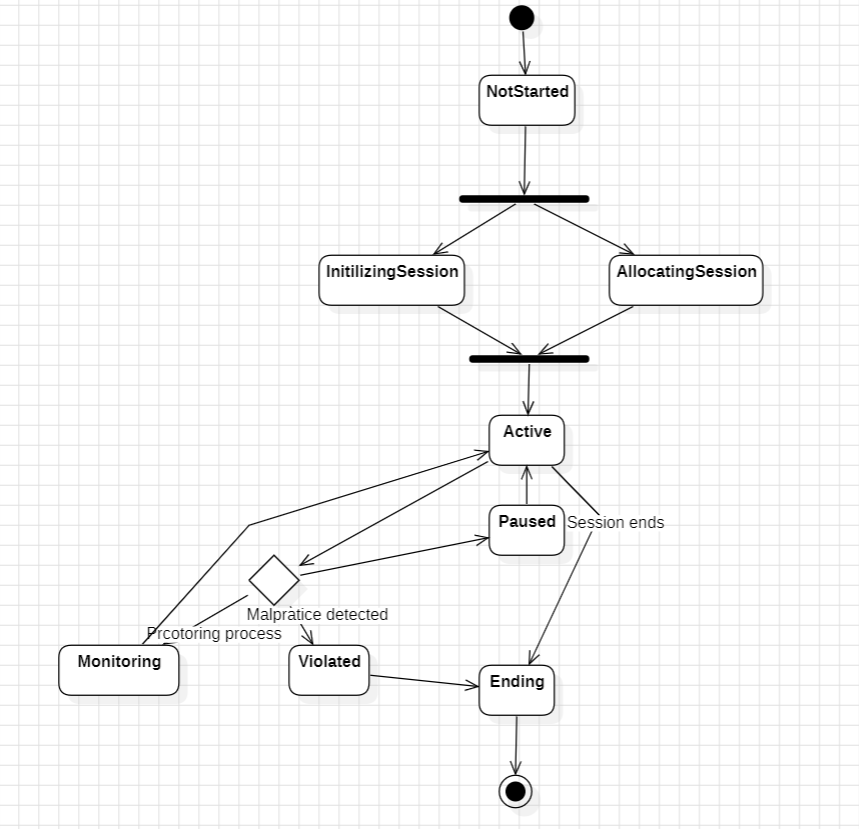 NotStarted
InitilizingSession
AllocatingSession
Active
Paused
Session ends
Malpratice detected
Prcotoring process
Monitoring
Violated
Ending